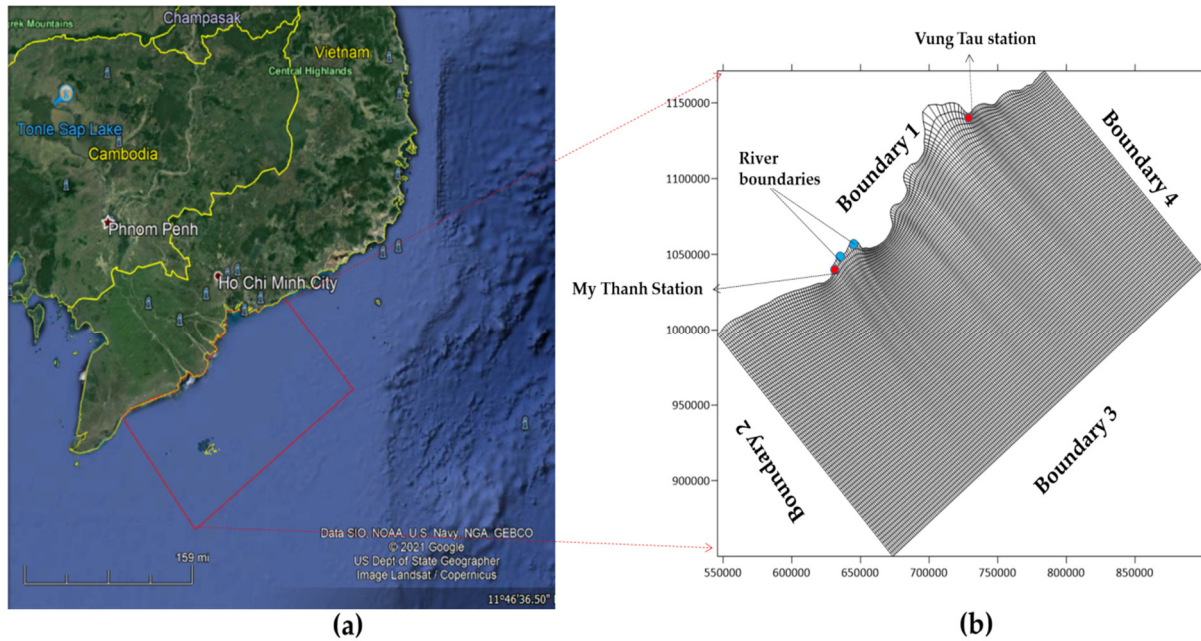 Champasak
rék Mountains
Vietnam
Central Highlands
Tonle Sap Lake
Cambodia
Phnom Penh
Ho Chi Minh City
Data SIO, NOAA, U.S. Navy, NGA, GEBCO
© 2021 Google
US Dept of State Geographer
Image Landsat / Copernicus
159 mi
11°46'36.50"
(a)
Vung Tau station
1150000
1100000
1050000
1000000
950000
900000
River
boundaries
My Thanh Station
Boundary 1
Boundary 4
Boundary 2
Boundary 3
550000 600000 650000 700000 750000 800000 850000
(b)